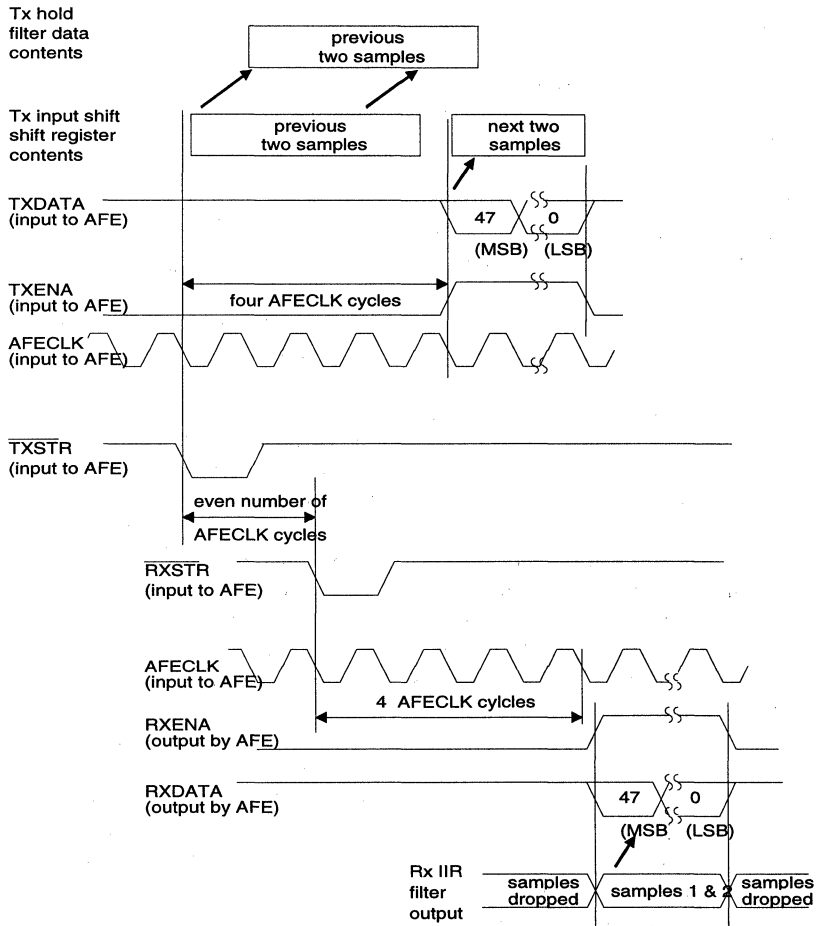 Tx hold
filter data
contents
previous
two samples
Tx input shift
shift register
contents
previous
two samples
next two
samples
TXDATA
(input to AFE)
47
0
(MSB)
(LSB)
TXENA
(input to AFE)
four AFECLK cycles
AFECLK
(input to AFE)
TXSTR
(input to AFE)
even number of
AFECLK cycles
RXSTR
(input to AFE)
AFECLK
(input to AFE)
4 AFECLK cylcles
RXENA
(output by AFE)
RXDATA
(output by AFE)
47
0
(MSB
(LSB)
Rx IIR
filter
output
samples
dropped
samples 1 & 2
samples
dropped